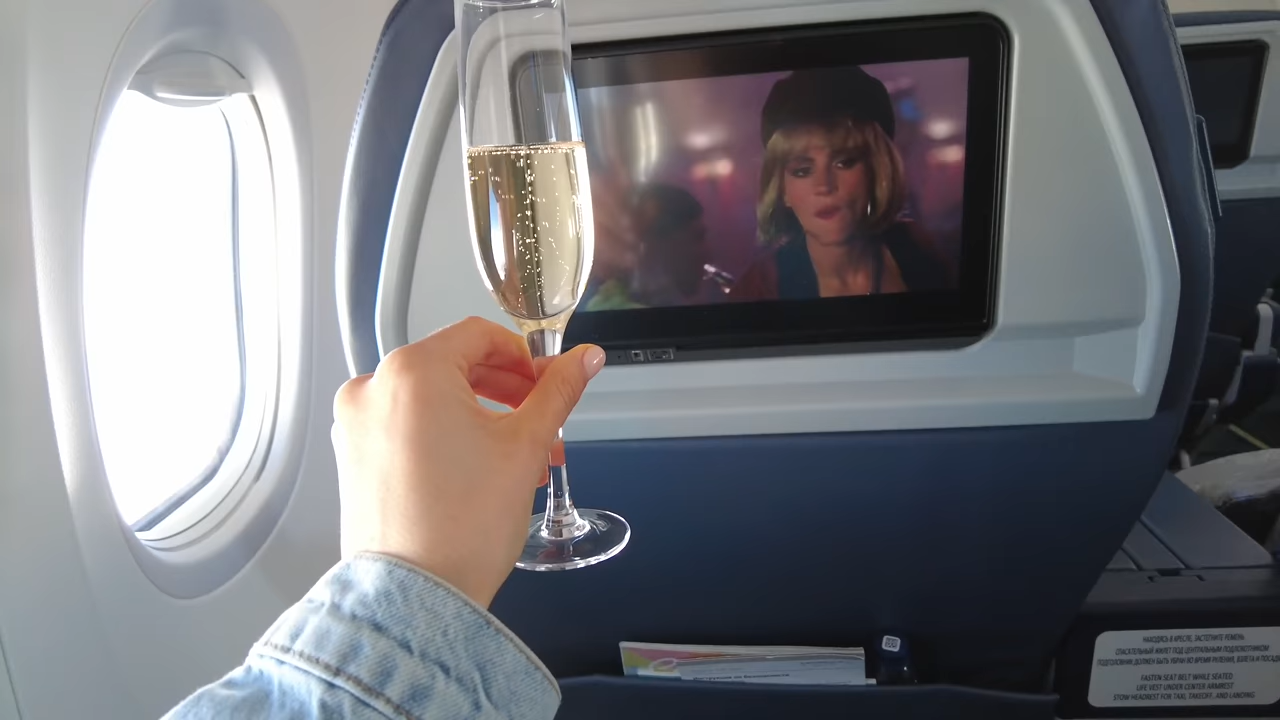 НАХОДЯСЬ В КРЕСЛЕ, ЗАСТЕГНИТЕ РЕМЕНЬ
СПАСАТЕЛЬНЫЙ ЖИЛЕТ ПОД ЦЕНТРАЛЬНЫМ ПОДЛОКОТНИКОМ
ПОДГОЛОВНИК ДОЛЖЕН БЫТЬ УБРАН ВО ВРЕМЯ РУЛЕНИЯ, ВЗЛЕТА И ПОСАД
FASTEN SEAT BELT WHILE SEATED
LIFE VEST UNDER CENTER ARMREST
STOW HEADREST FOR TAXI, TAKEOFF, AND LANDING